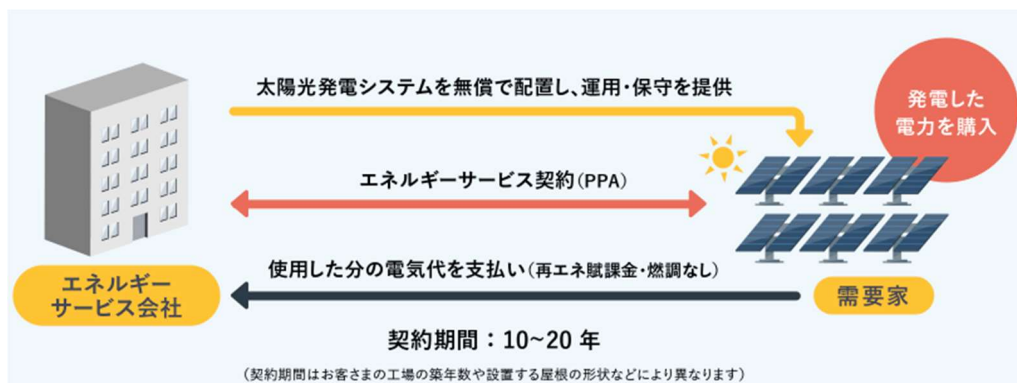 太陽光発電システムを無償で配置し、運用・保守を提供
発電した
電力を購入
エネルギーサービス契約(PPA)
使用した分の電気代を支払い(再エネ賦課金・燃調なし)
エネルギー
サービス会社
需要家
契約期間：10~20 年
(契約期間はお客さまの工場の築年数や設置する屋根の形状などにより異なります)